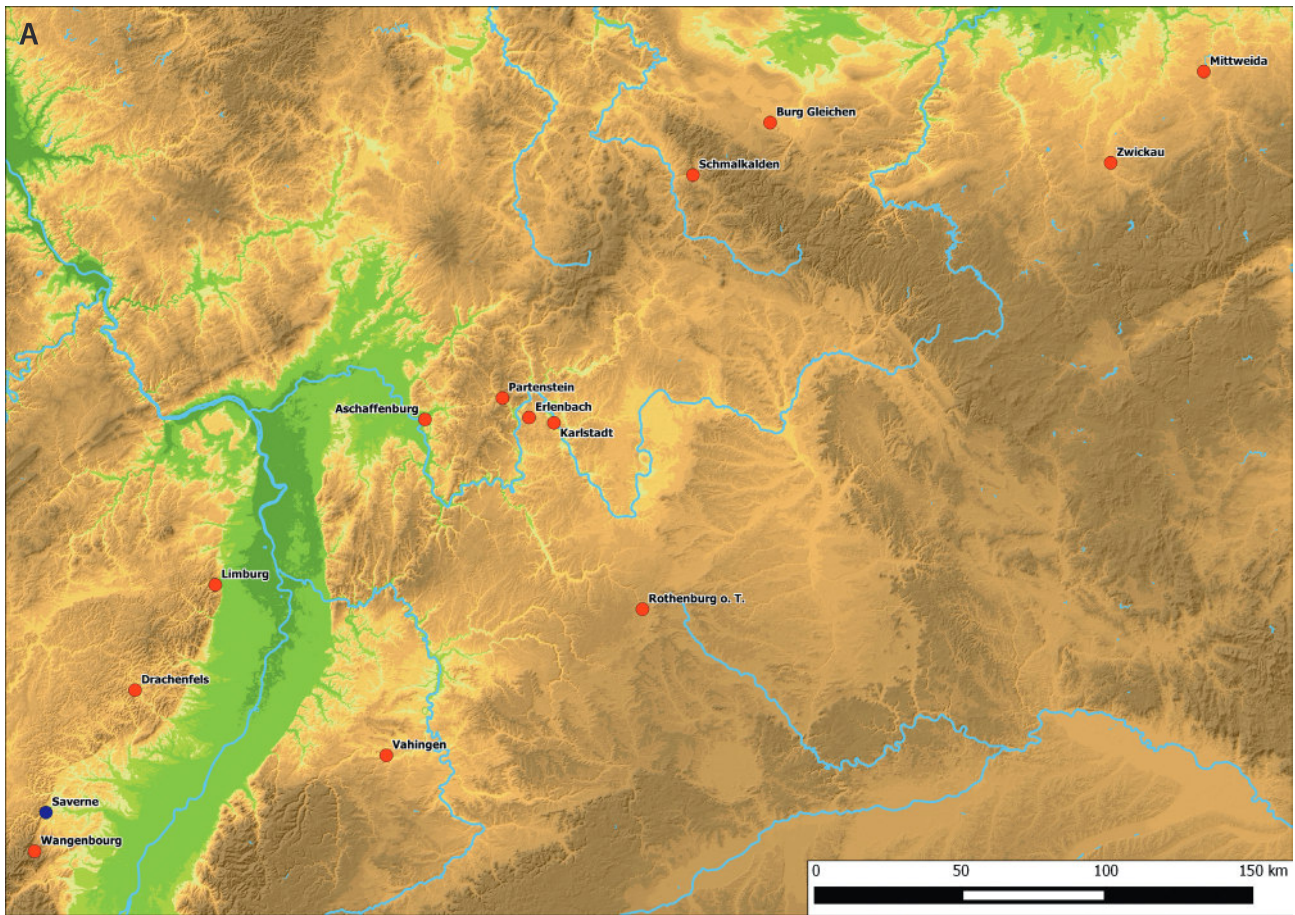 A
Mittweida
Burg Gleichen
Zwickau
Schmalkalden
Partenstein
Aschaffenburg
Erlenbach
Karlstadt
Limburg
Rothenburg o. T.
Drachenfels
Vahingen
Saverne
Wangenbourg
0 50 100 150 km